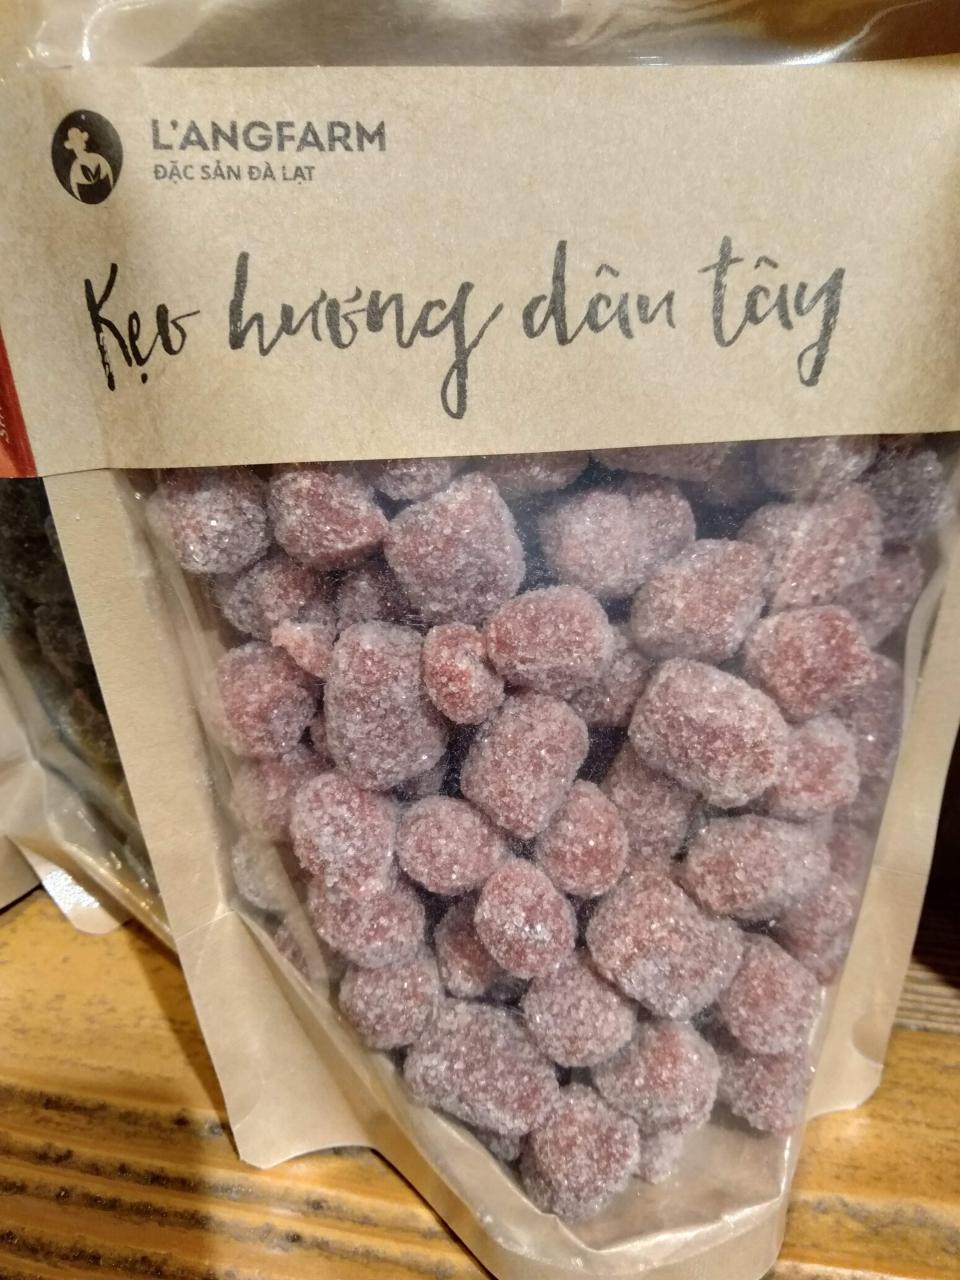 L'ANGFARM
ĐẶC SẢN ĐÀ LẠT
Kẹo hương dâu tây